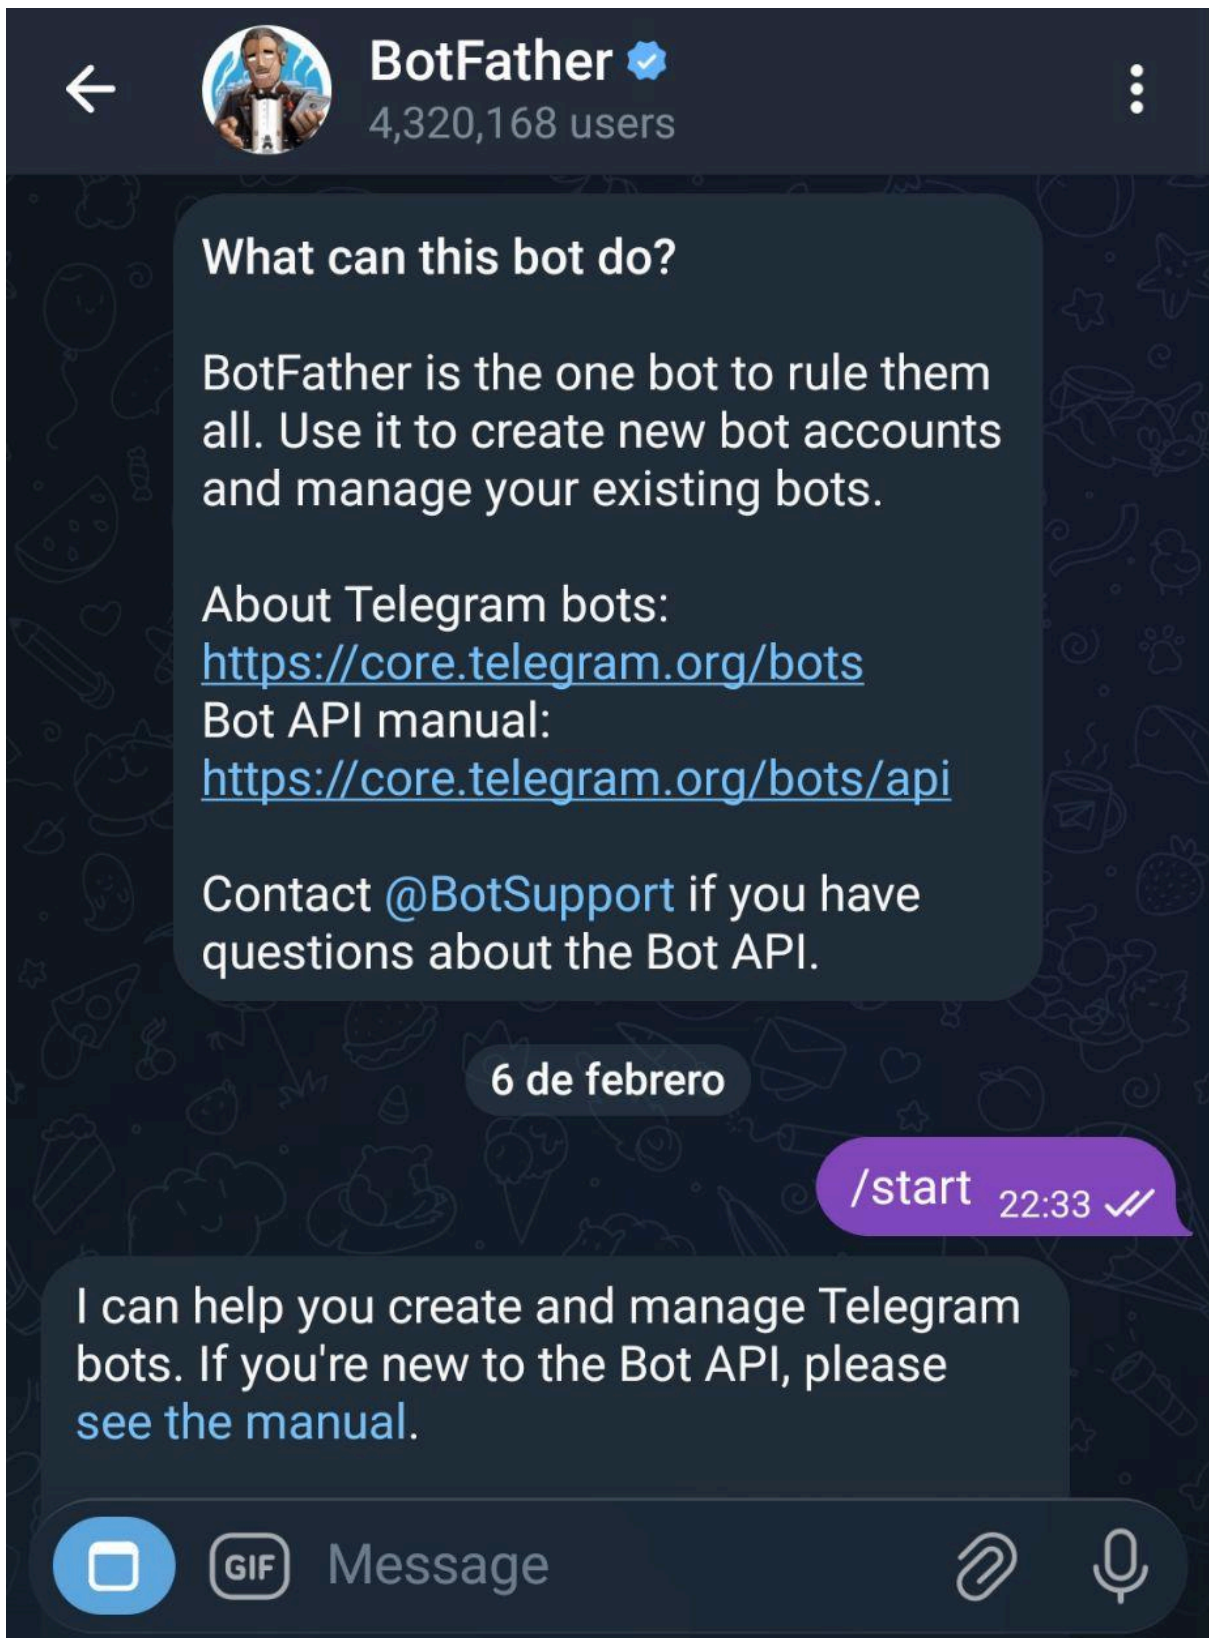 BotFather
4,320,168 users
What can this bot do?
BotFather is the one bot to rule them
all. Use it to create new bot accounts
and manage your existing bots.
About Telegram bots:
https://core.telegram.org/bots
Bot API manual:
https://core.telegram.org/bots/api
Contact @BotSupport if you have
questions about the Bot API.
6 de febrero
/start 22:33
I can help you create and manage Telegram
bots. If you're new to the Bot API, please
see the manual.
GIF Message